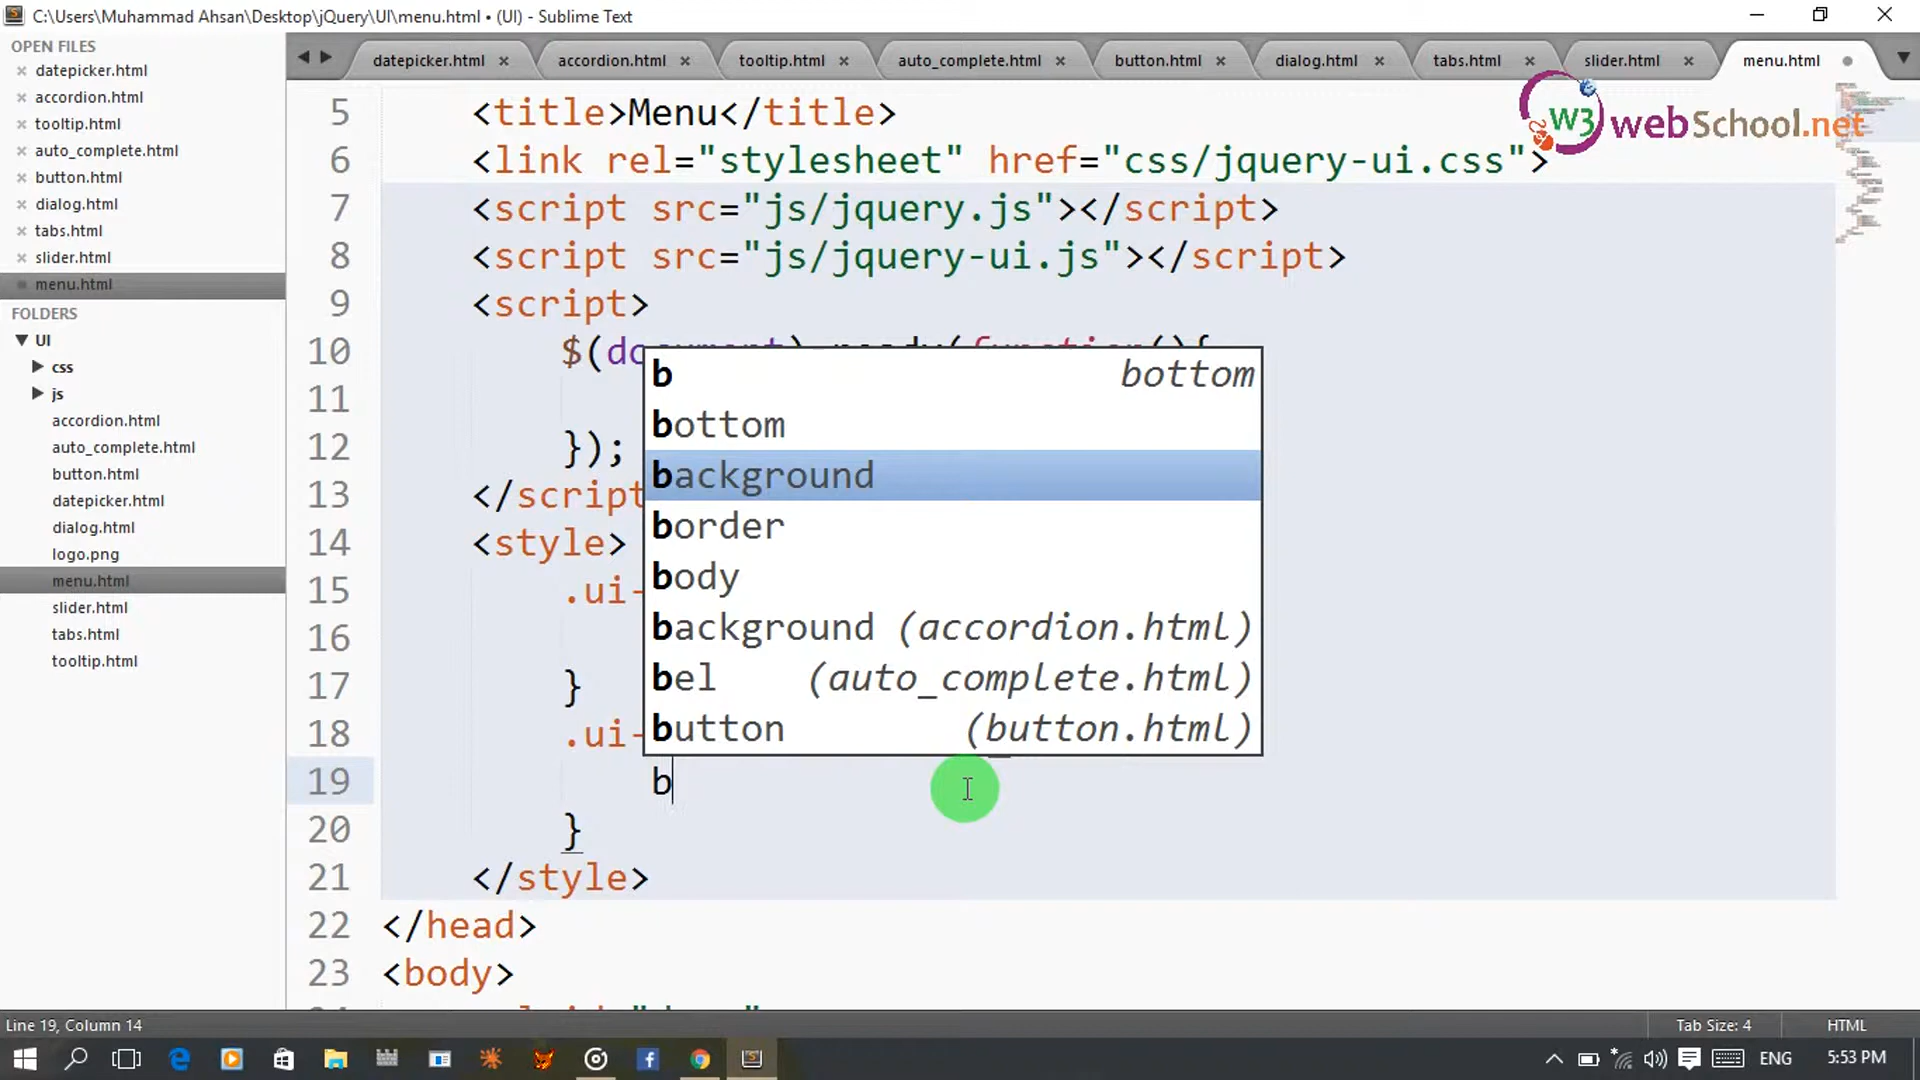 C:\Users\Muhammad Ahsan\Desktop\jQuery\UI\menu.html • (UI) - Sublime Text
OPEN FILES
datepicker.html
accordion.html
tooltip.html
auto_complete.html
button.html
dialog.html
tabs.html
slider.html
menu.html
FOLDERS
UI
css
js
accordion.html
auto_complete.html
button.html
datepicker.html
dialog.html
logo.png
menu.html
slider.html
tabs.html
tooltip.html
datepicker.html accordion.html tooltip.html auto_complete.html button.html dialog.html tabs.html slider.html menu.html
W3 webSchool.net
5 <title>Menu</title>
6 <link rel="stylesheet" href="css/jquery-ui.css">
7 <script src="js/jquery.js"></script>
8 <script src="js/jquery-ui.js"></script>
9 <script>
10 $(document).ready(function(){
11
12 });
13 </script
14 <style>
15 .ui-
16
17 }
18 .ui-
19 b
20 }
21 </style>
22 </head>
23 <body>
b bottom
bottom
background
border
body
background (accordion.html)
bel (auto_complete.html)
button (button.html)
Line 19, Column 14
Tab Size: 4
HTML
ENG
5:53 PM